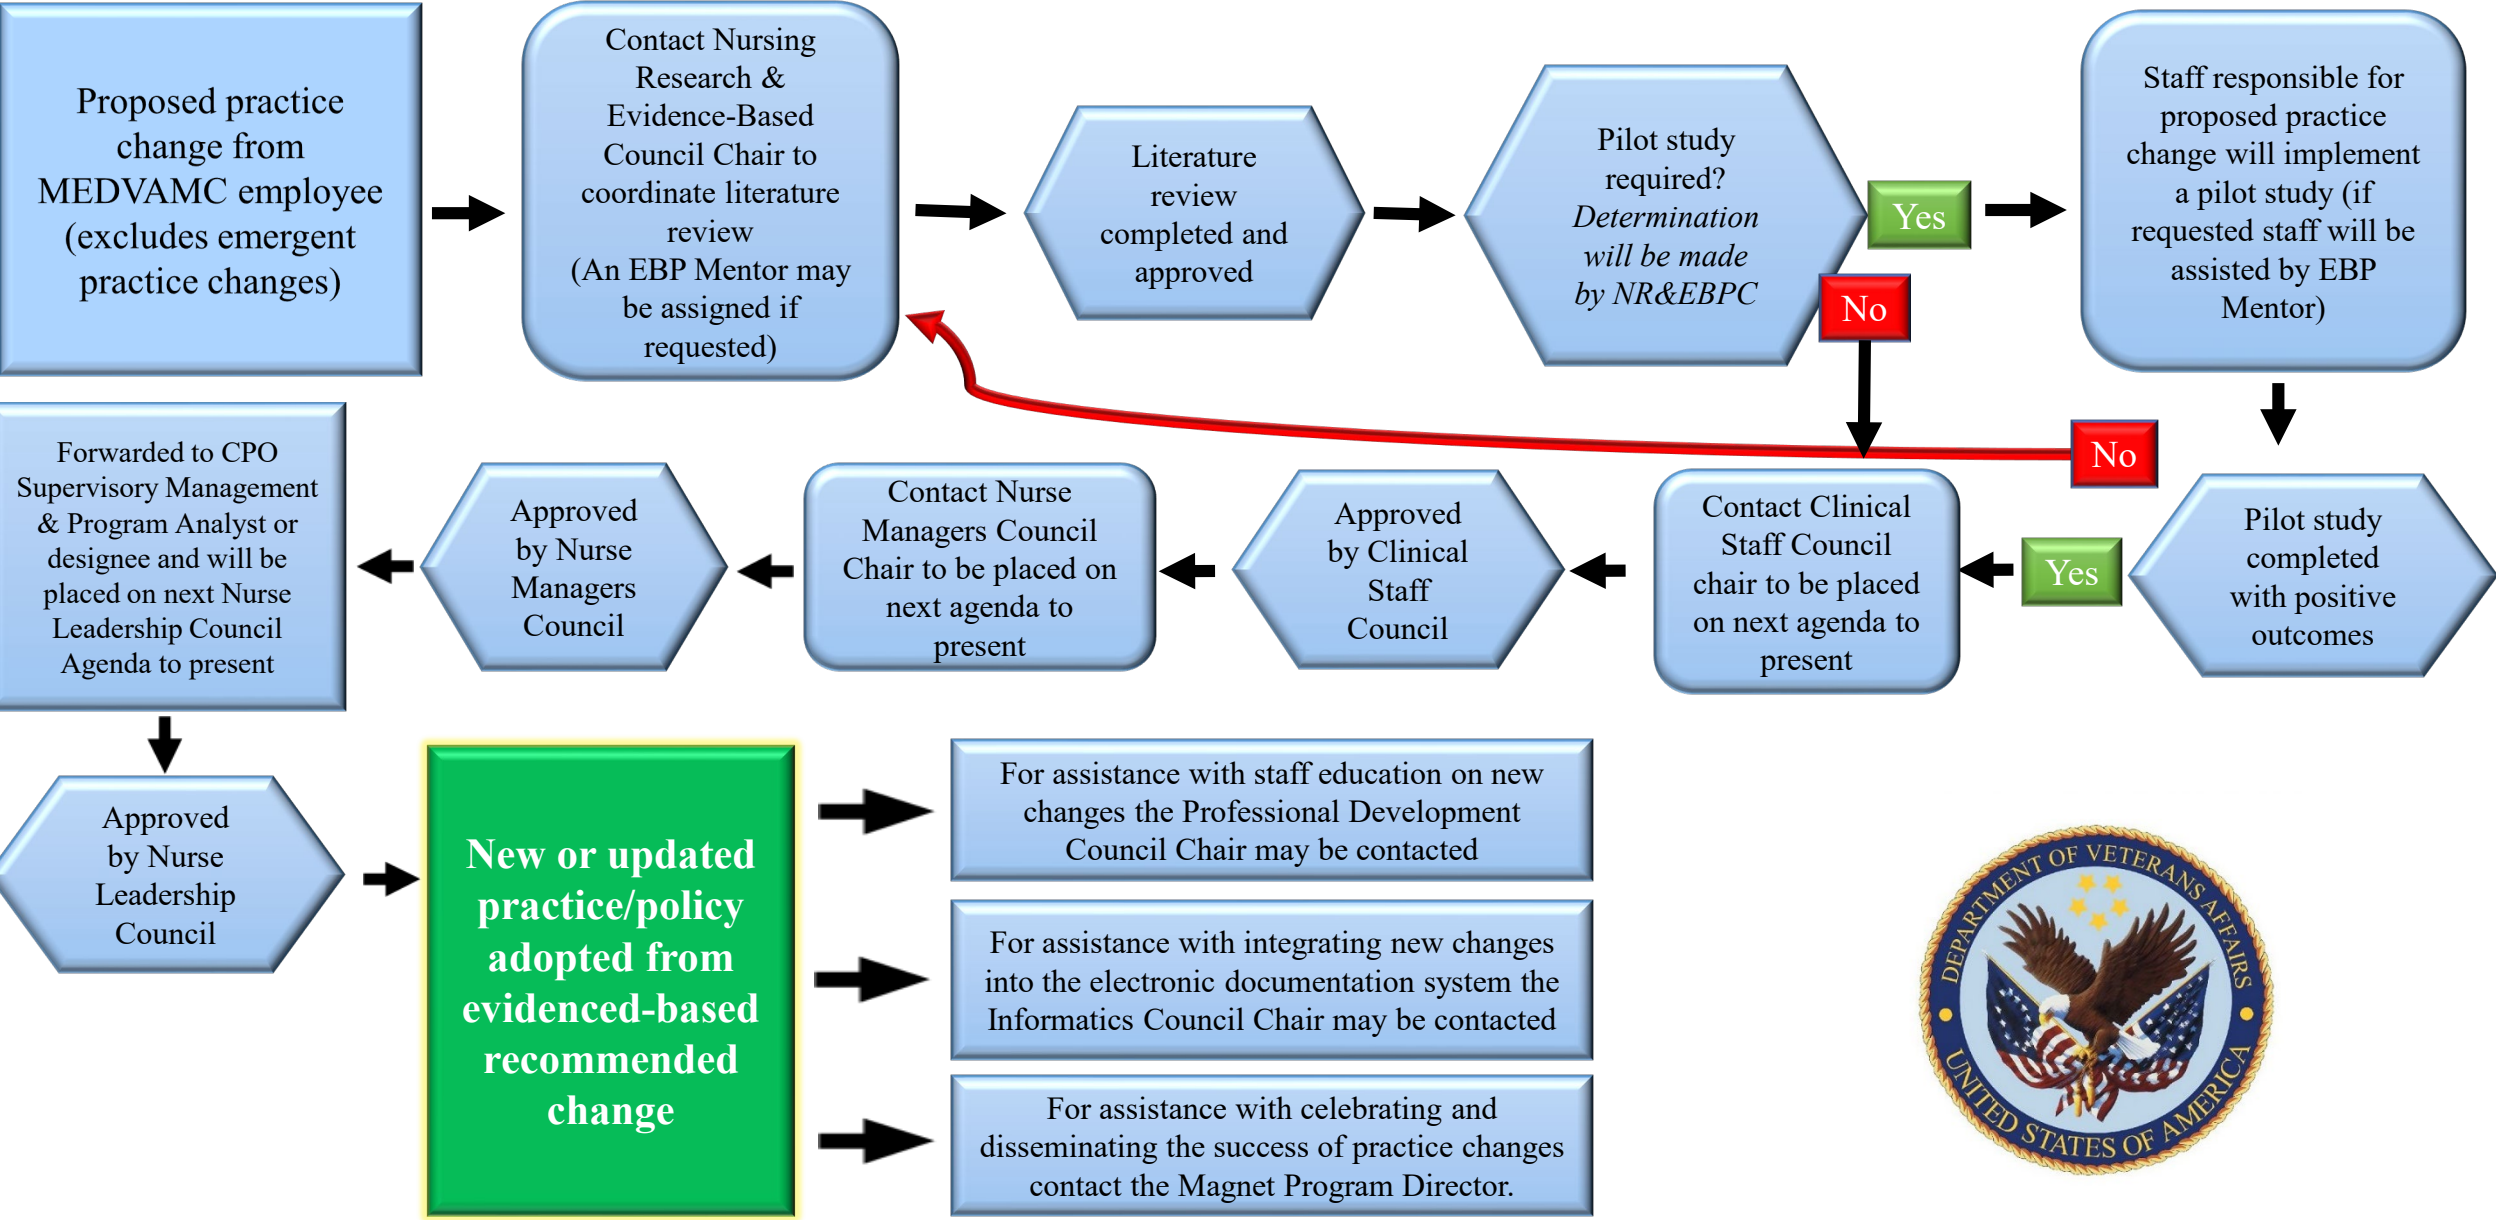 Proposed practice
change from
MEDVAMC employee
(excludes emergent
practice changes)
Contact Nursing
Research &
Evidence-Based
Council Chair to
coordinate literature
review
(An EBP Mentor may
be assigned if
requested)
Literature
review
completed and
approved
Pilot study
required?
Determination
will be made
by NR&EBPC
Yes
No
Staff responsible for
proposed practice
change will implement
a pilot study (if
requested staff will be
assisted by EBP
Mentor)
No
Pilot study
completed
with positive
outcomes
Yes
Contact Clinical
Staff Council
chair to be placed
on next agenda to
present
Approved
by Clinical
Staff
Council
Contact Nurse
Managers Council
Chair to be placed on
next agenda to
present
Approved
by Nurse
Managers
Council
Forwarded to CPO
Supervisory Management
& Program Analyst or
designee and will be
placed on next Nurse
Leadership Council
Agenda to present
Approved
by Nurse
Leadership
Council
New or updated
practice/policy
adopted from
evidenced-based
recommended
change
For assistance with staff education on new
changes the Professional Development
Council Chair may be contacted
For assistance with integrating new changes
into the electronic documentation system the
Informatics Council Chair may be contacted
For assistance with celebrating and
disseminating the success of practice changes
contact the Magnet Program Director.
DEPARTMENT OF VETERANS AFFAIRS
UNITED STATES OF AMERICA